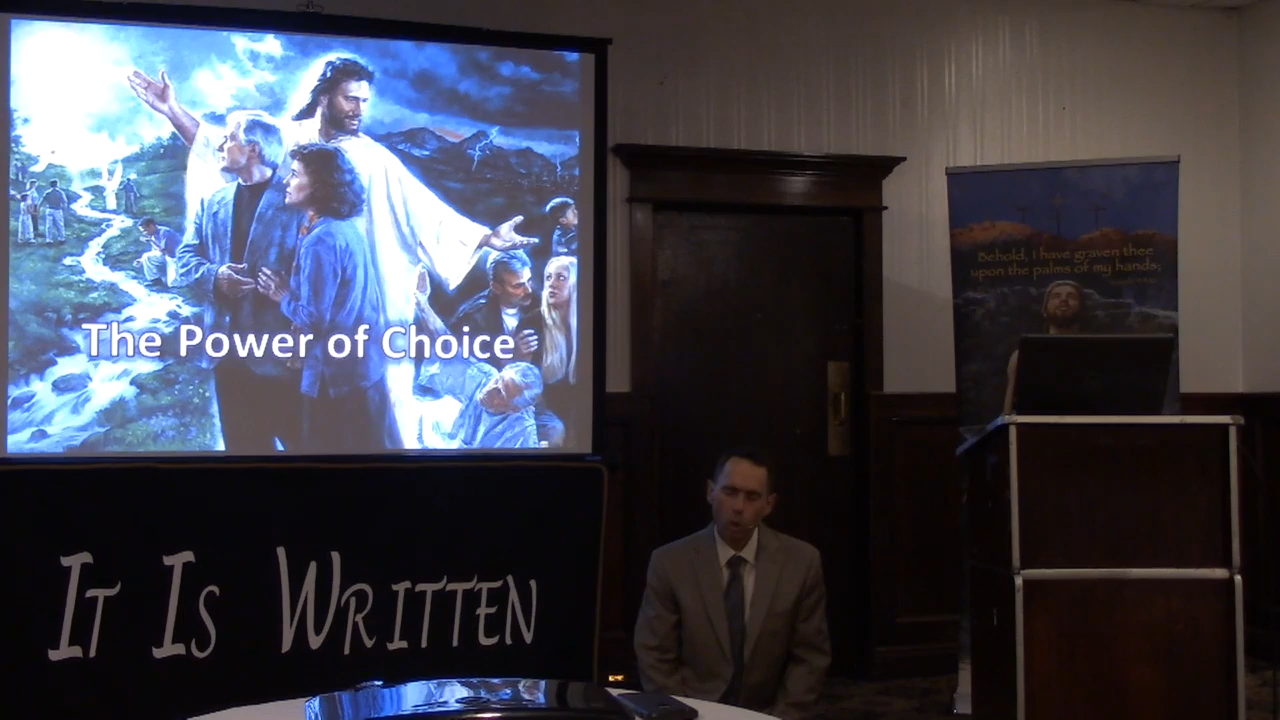 The Power of Choice
Behold, I have graven thee
upon the palms of my hands;
IT IS WRITTEN